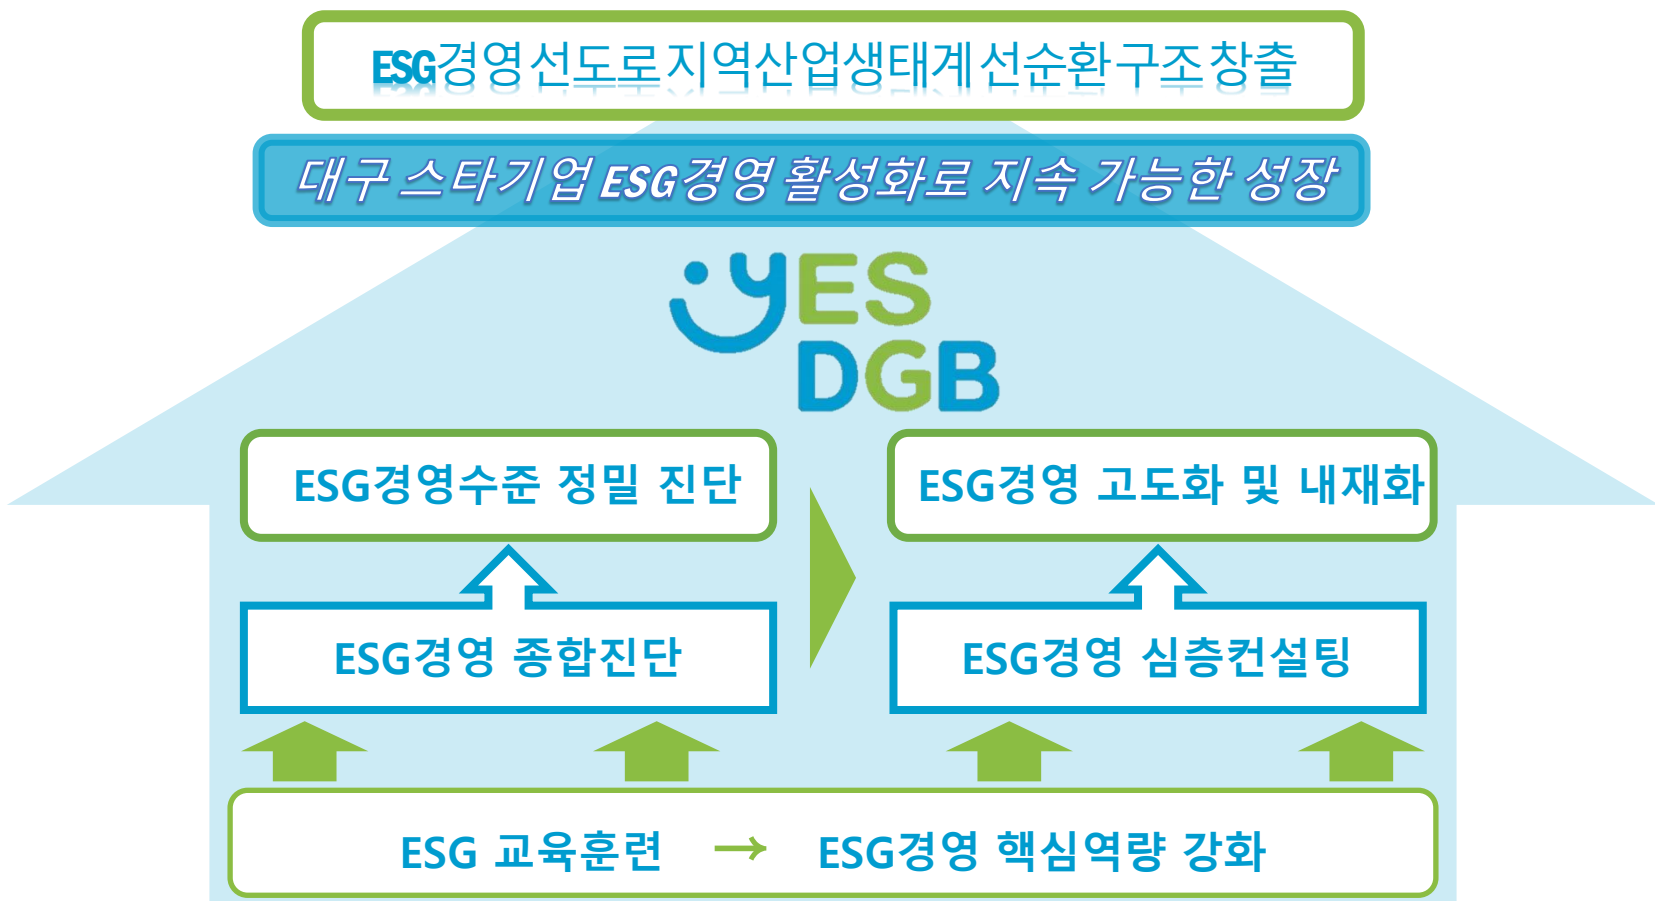 ESG경영 선도로 지역산업생태계 선순환 구조 창출
대구 스타기업 ESG경영 활성화로 지속 가능한 성장
YES
DGB
ESG경영수준 정밀 진단
ESG경영 고도화 및 내재화
ESG경영 종합진단
ESG경영 심층컨설팅
ESG 교육훈련 → ESG경영 핵심역량 강화